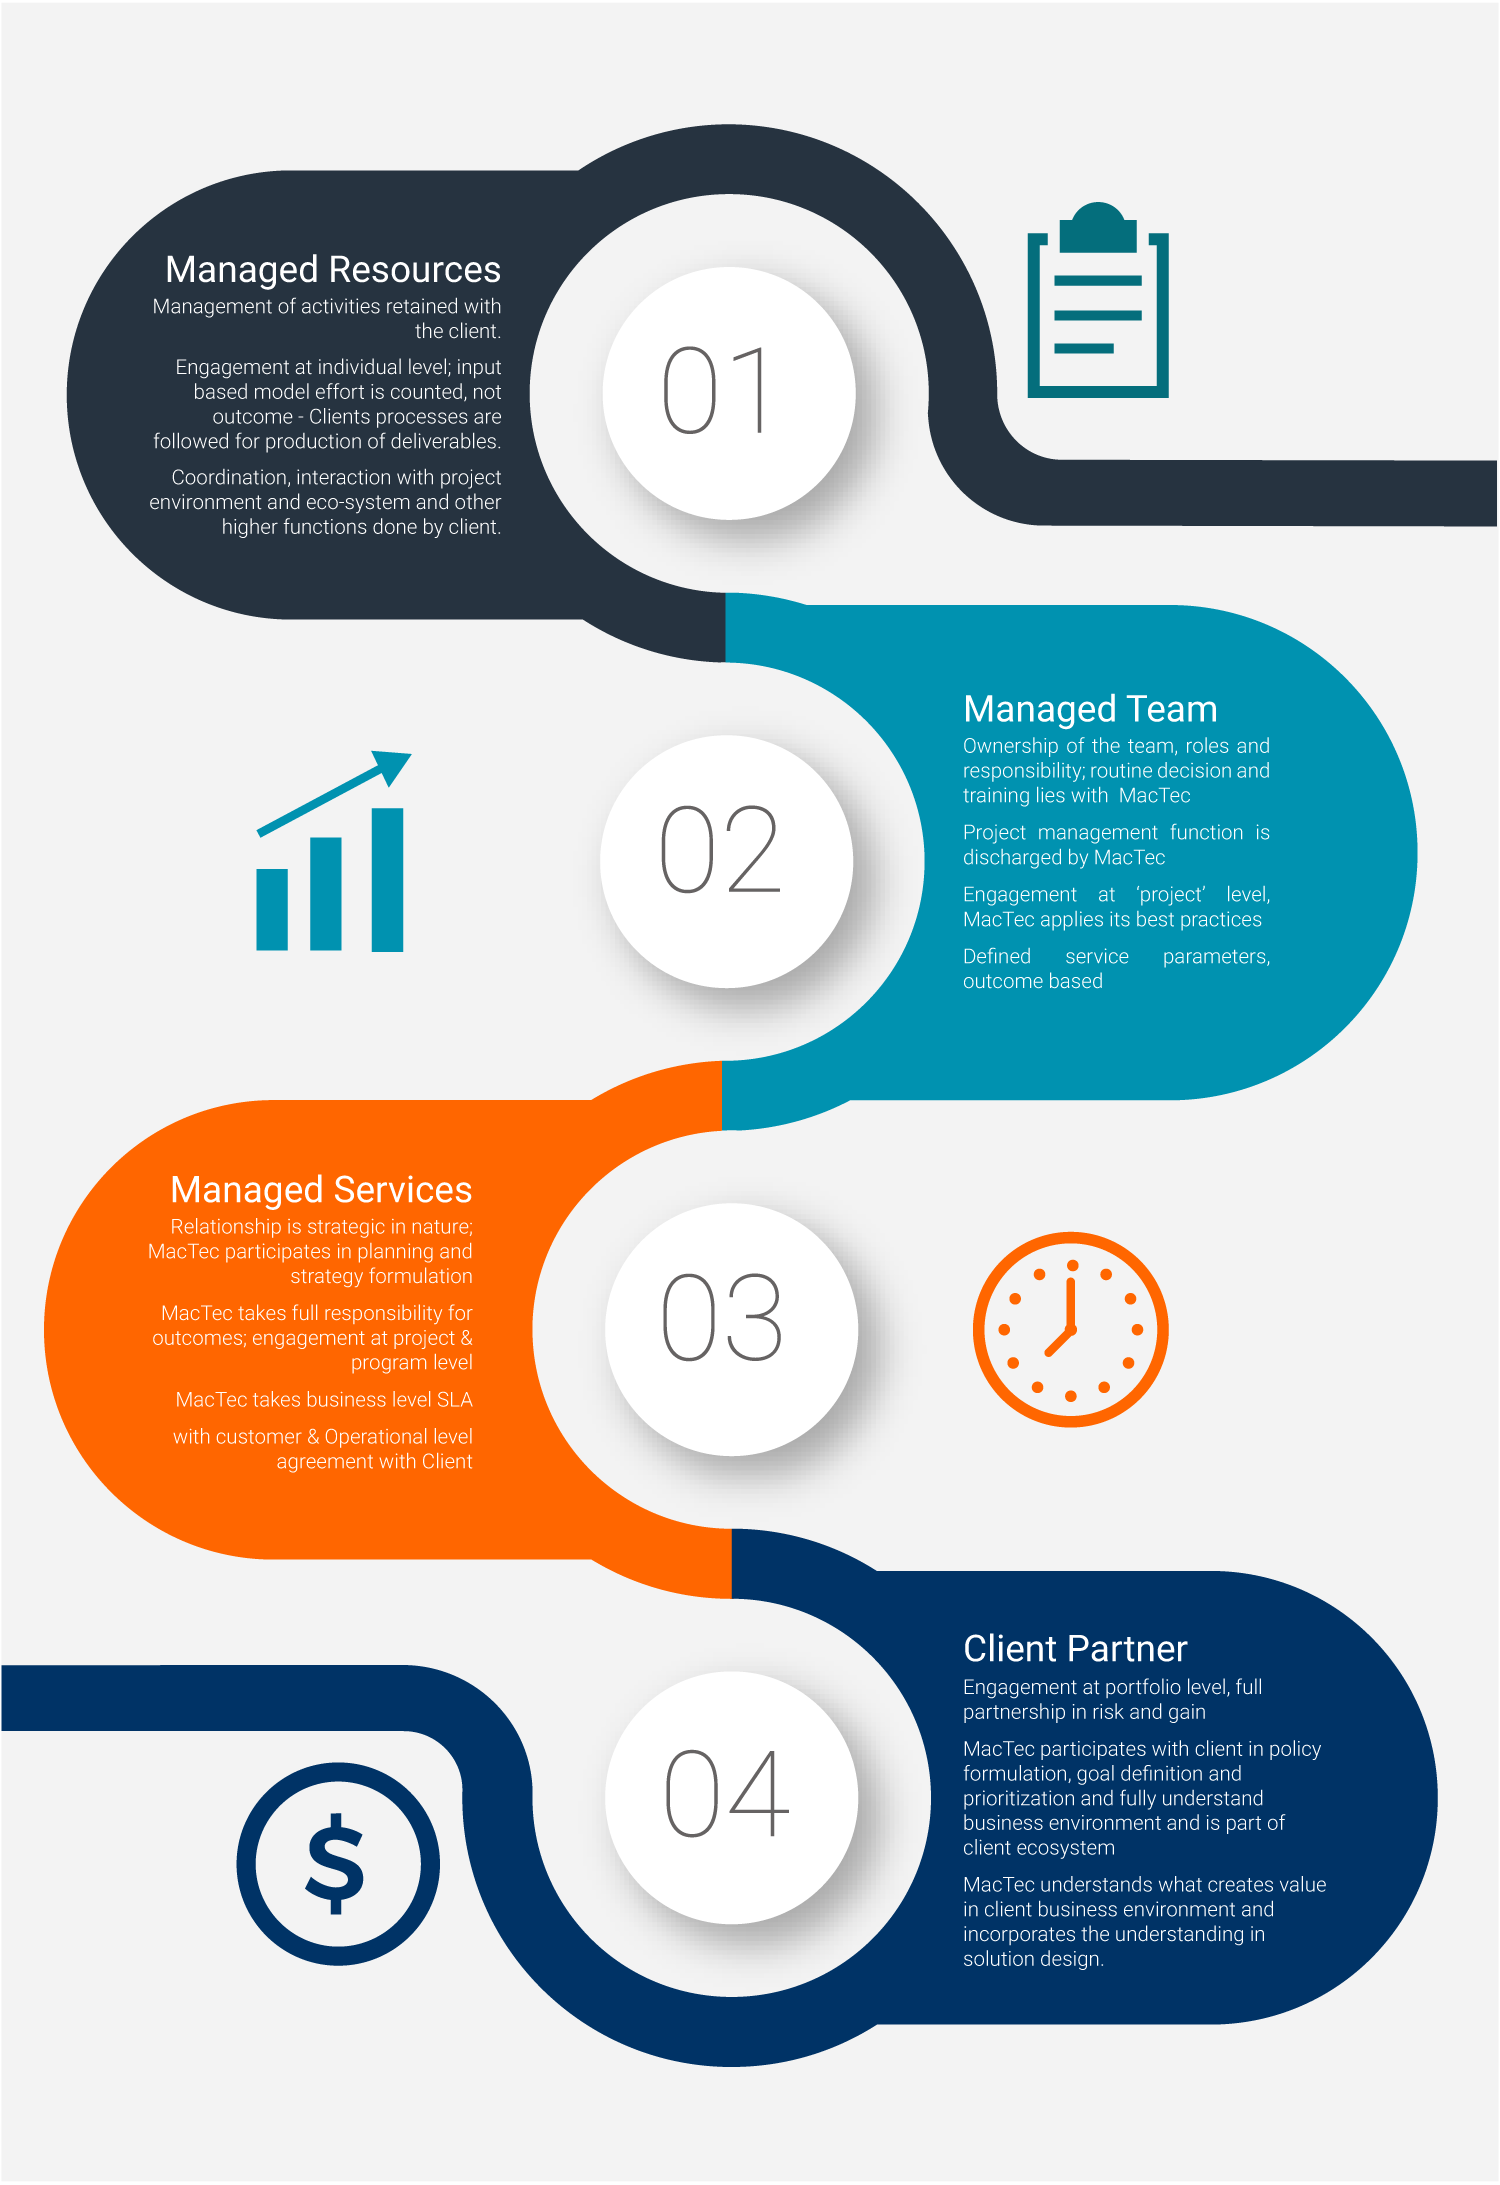 Managed Resources
Management of activities retained with
the client.
Engagement at individual level; input
based model effort is counted, not
outcome - Clients processes are
followed for production of deliverables.
Coordination, interaction with project
environment and eco-system and other
higher functions done by client.
01
Managed Team
Ownership of the team, roles and
responsibility; routine decision and
training lies with MacTec
Project management function is
discharged by MacTec
Engagement at ‘project’ level,
MacTec applies its best practices
Defined service parameters,
outcome based
02
Managed Services
Relationship is strategic in nature;
MacTec participates in planning and
strategy formulation
MacTec takes full responsibility for
outcomes; engagement at project &
program level
MacTec takes business level SLA
with customer & Operational level
agreement with Client
03
Client Partner
Engagement at portfolio level, full
partnership in risk and gain
MacTec participates with client in policy
formulation, goal definition and
prioritization and fully understand
business environment and is part of
client ecosystem
MacTec understands what creates value
in client business environment and
incorporates the understanding in
solution design.
04
$